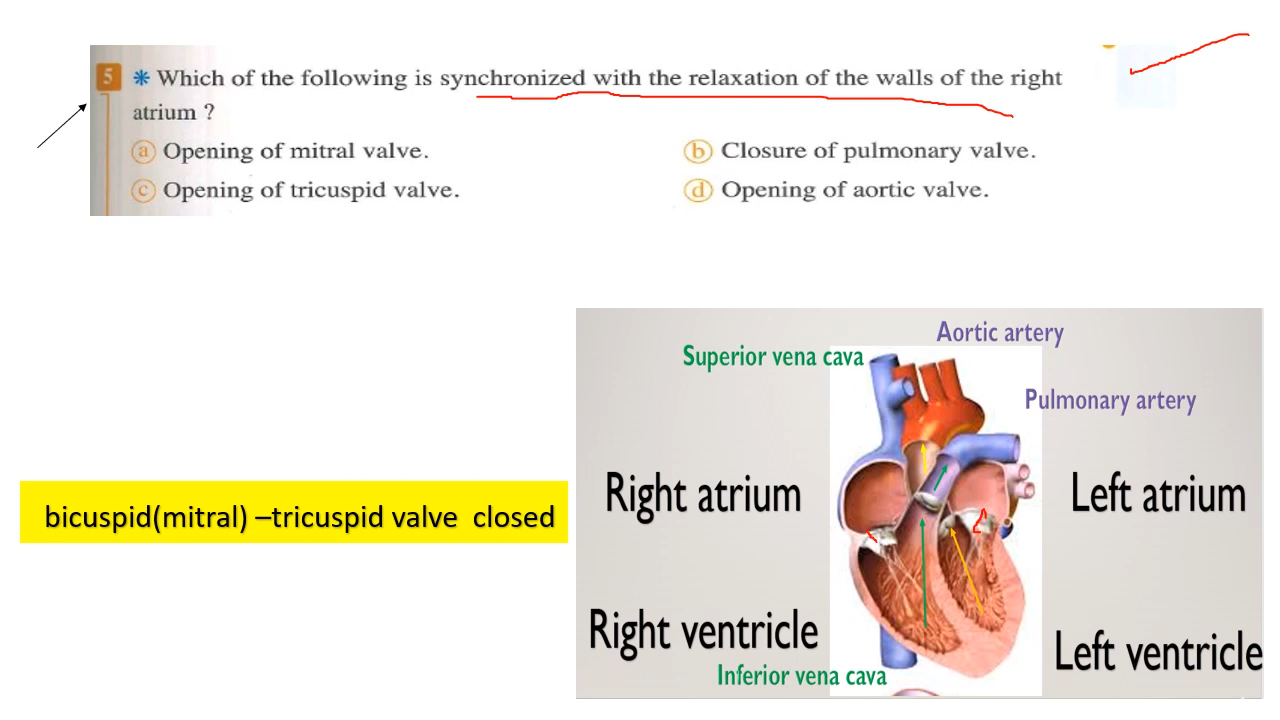 5 * Which of the following is synchronized with the relaxation of the walls of the right
atrium ?
a Opening of mitral valve.
b Closure of pulmonary valve.
c Opening of tricuspid valve.
d Opening of aortic valve.
Aortic artery
Superior vena cava
Pulmonary artery
Right atrium
Left atrium
bicuspid(mitral) –tricuspid valve closed
Right ventricle
Left ventricle
Inferior vena cava